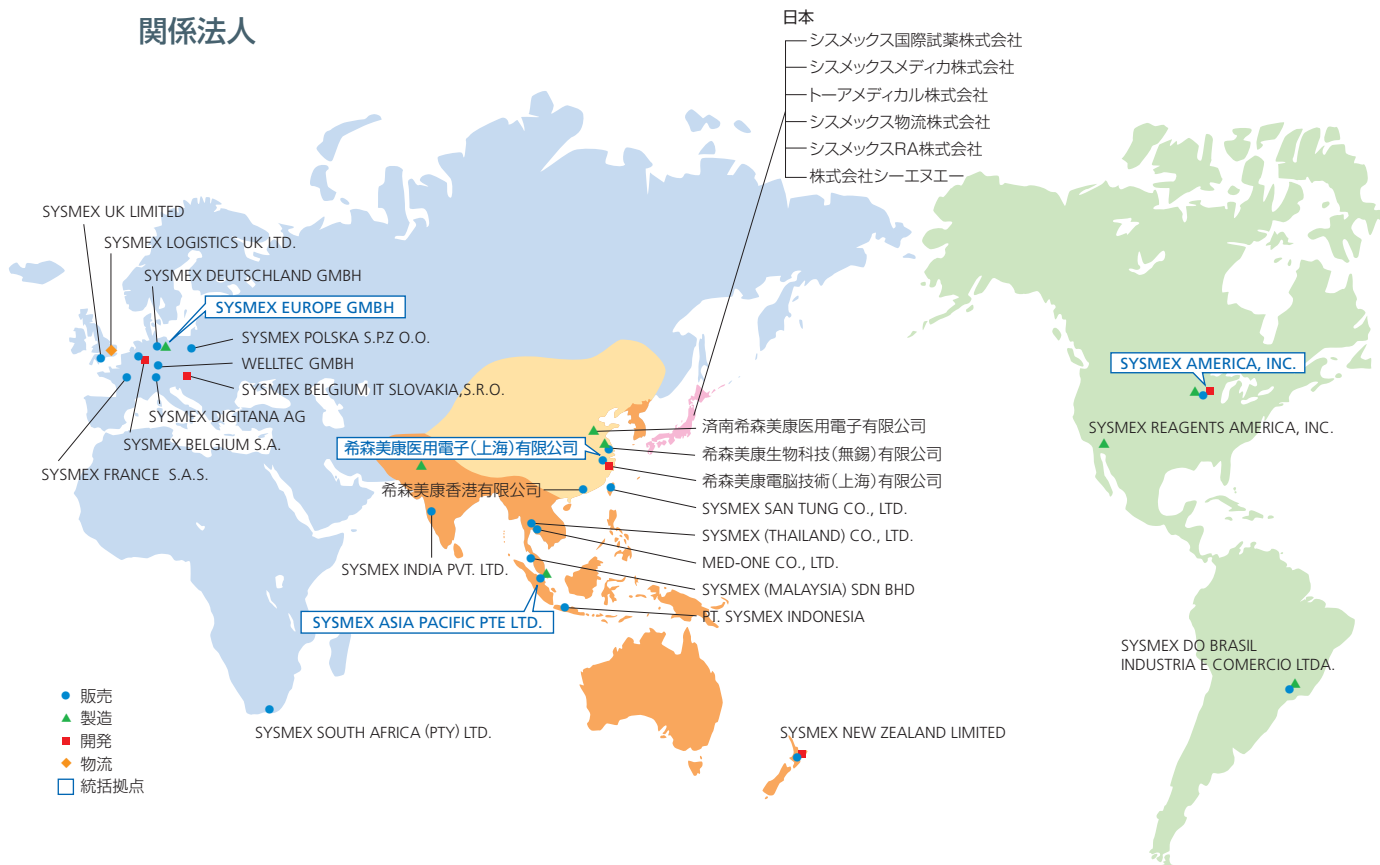 関係法人
日本
シスメックス国際試薬株式会社
シスメックスメディカ株式会社
トーアメディカル株式会社
シスメックス物流株式会社
シスメックスRA株式会社
株式会社シーエヌエー
SYSMEX UK LIMITED
SYSMEX LOGISTICS UK LTD.
SYSMEX DEUTSCHLAND GMBH
SYSMEX EUROPE GMBH
SYSMEX POLSKA S.P.Z O.O.
WELLTEC GMBH
SYSMEX BELGIUM IT SLOVAKIA,S.R.O.
SYSMEX DIGITANA AG
SYSMEX BELGIUM S.A.
SYSMEX FRANCE S.A.S.
希森美康医用電子(上海)有限公司
希森美康香港有限公司
済南希森美康医用電子有限公司
希森美康生物科技(無錫)有限公司
希森美康電脳技術(上海)有限公司
SYSMEX SAN TUNG CO., LTD.
SYSMEX (THAILAND) CO., LTD.
MED-ONE CO., LTD.
SYSMEX (MALAYSIA) SDN BHD
PT. SYSMEX INDONESIA
SYSMEX INDIA PVT. LTD.
SYSMEX ASIA PACIFIC PTE LTD.
SYSMEX AMERICA, INC.
SYSMEX REAGENTS AMERICA, INC.
SYSMEX DO BRASIL
INDUSTRIA E COMERCIO LTDA.
SYSMEX SOUTH AFRICA (PTY) LTD.
SYSMEX NEW ZEALAND LIMITED
販売
製造
開発
物流
統括拠点